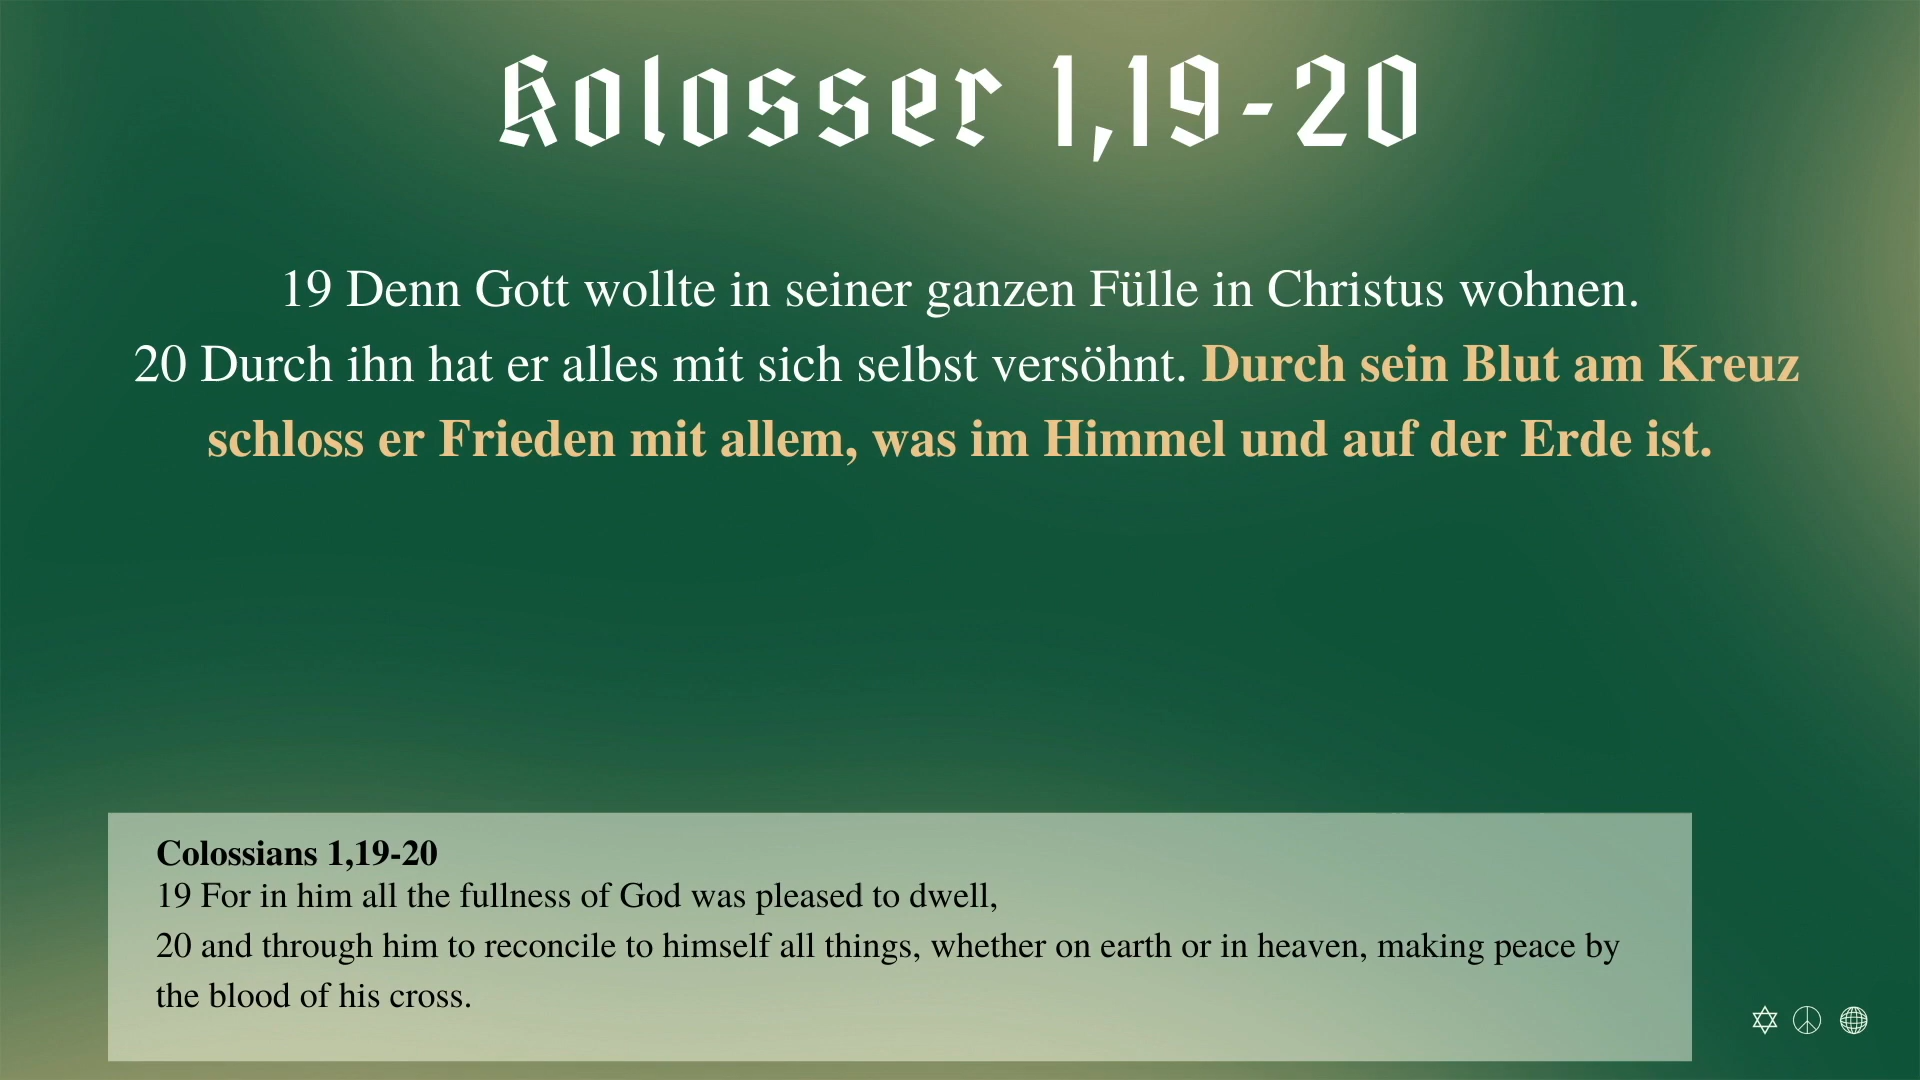 Kolosser 1,19-20
19 Denn Gott wollte in seiner ganzen Fülle in Christus wohnen.
20 Durch ihn hat er alles mit sich selbst versöhnt. Durch sein Blut am Kreuz
schloss er Frieden mit allem, was im Himmel und auf der Erde ist.
Colossians 1,19-20
19 For in him all the fullness of God was pleased to dwell,
20 and through him to reconcile to himself all things, whether on earth or in heaven, making peace by
the blood of his cross.